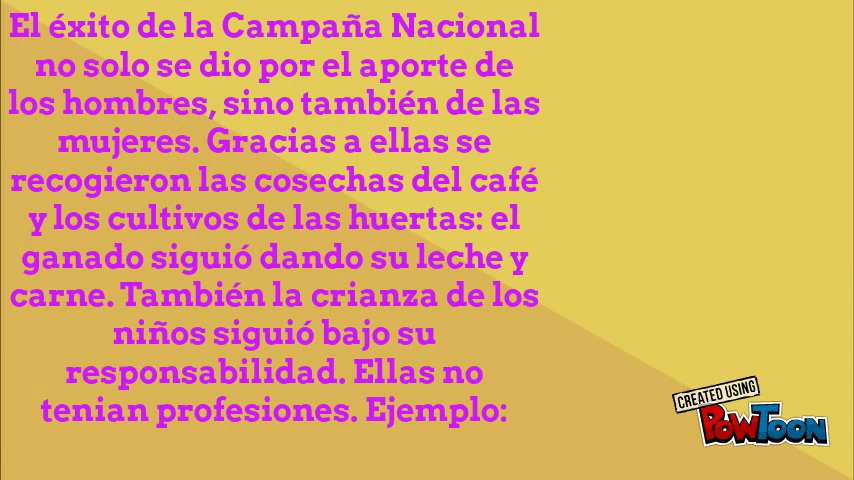 El éxito de la Campaña Nacional
no solo se dio por el aporte de
los hombres, sino también de las
mujeres. Gracias a ellas se
recogieron las cosechas del café
y los cultivos de las huertas: el
ganado siguió dando su leche y
carne. También la crianza de los
niños siguió bajo su
responsabilidad. Ellas no
tenian profesiones. Ejemplo:
CREATED USING
POWTOON